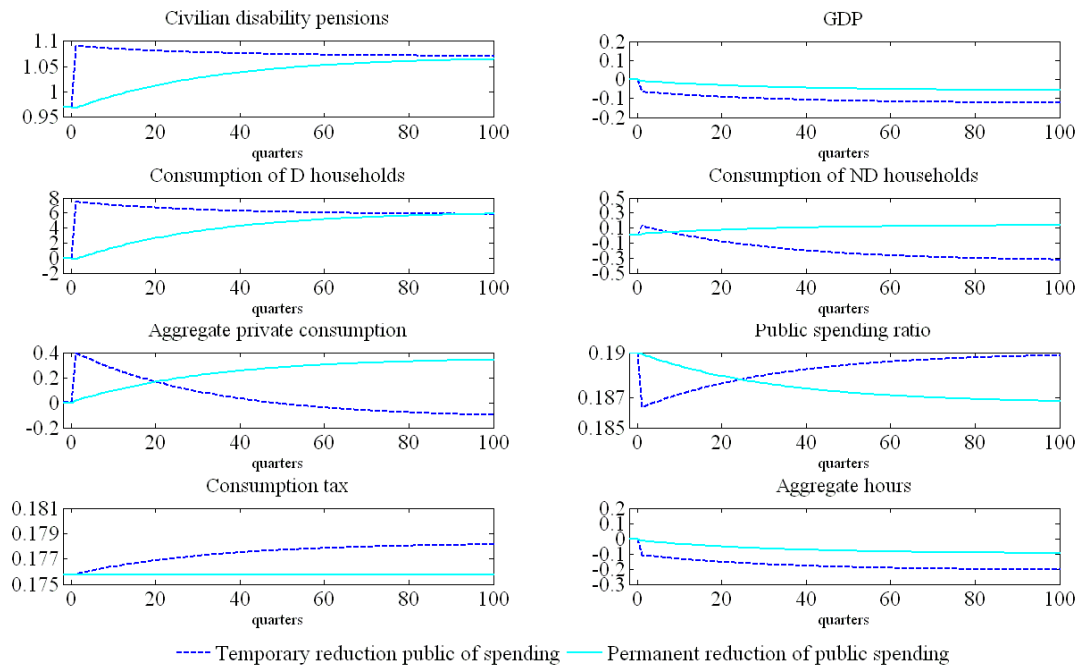 Civilian disability pensions
1.1
1.05
1
0.95
0 20 40 60 80 100
quarters
GDP
0.2
0.1
0
-0.1
-0.2
0 20 40 60 80 100
quarters
Consumption of D households
8
6
4
2
0
-2
0 20 40 60 80 100
quarters
Consumption of ND households
0.5
0.3
0.1
-0.1
-0.3
-0.5
0 20 40 60 80 100
quarters
Aggregate private consumption
0.4
0.2
0
-0.2
0 20 40 60 80 100
quarters
Public spending ratio
0.19
0.187
0.185
0 20 40 60 80 100
quarters
Consumption tax
0.181
0.179
0.177
0.175
0 20 40 60 80 100
quarters
Aggregate hours
0.2
0.1
0
-0.1
-0.2
-0.3
0 20 40 60 80 100
quarters
Temporary reduction public of spending
Permanent reduction of public spending